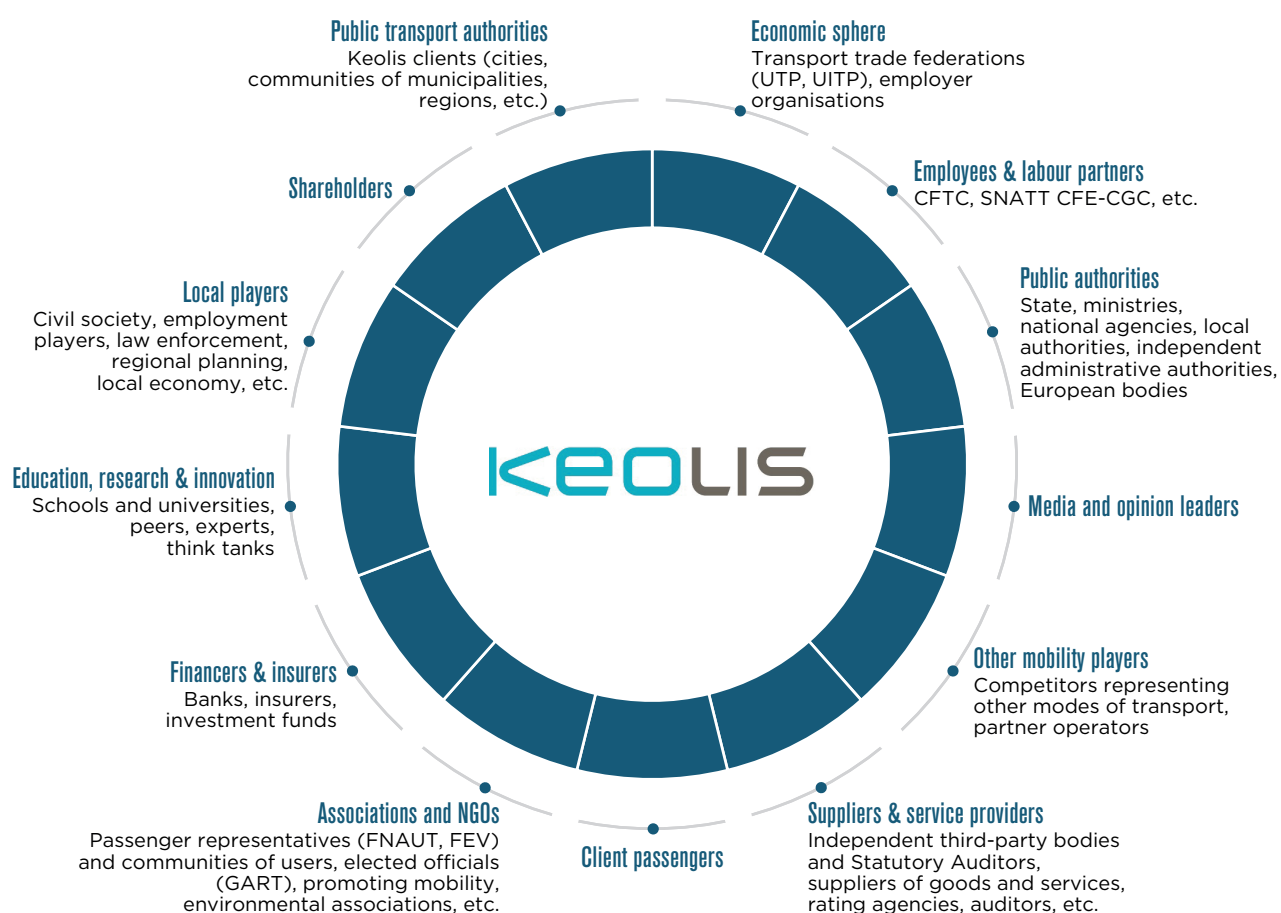 Public transport authorities
Keolis clients (cities,
communities of municipalities,
regions, etc.)
Economic sphere
Transport trade federations
(UTP, UITP), employer
organisations
Employees & labour partners
CFTC, SNATT CFE-CGC, etc.
Public authorities
State, ministries,
national agencies, local
authorities, independent
administrative authorities,
European bodies
Media and opinion leaders
Other mobility players
Competitors representing
other modes of transport,
partner operators
Suppliers & service providers
Independent third-party bodies
and Statutory Auditors,
suppliers of goods and services,
rating agencies, auditors, etc.
Client passengers
Associations and NGOs
Passenger representatives (FNAUT, FEV)
and communities of users, elected officials
(GART), promoting mobility,
environmental associations, etc.
Financers & insurers
Banks, insurers,
investment funds
Education, research & innovation
Schools and universities,
peers, experts,
think tanks
Local players
Civil society, employment
players, law enforcement,
regional planning,
local economy, etc.
Shareholders
KEOLIS